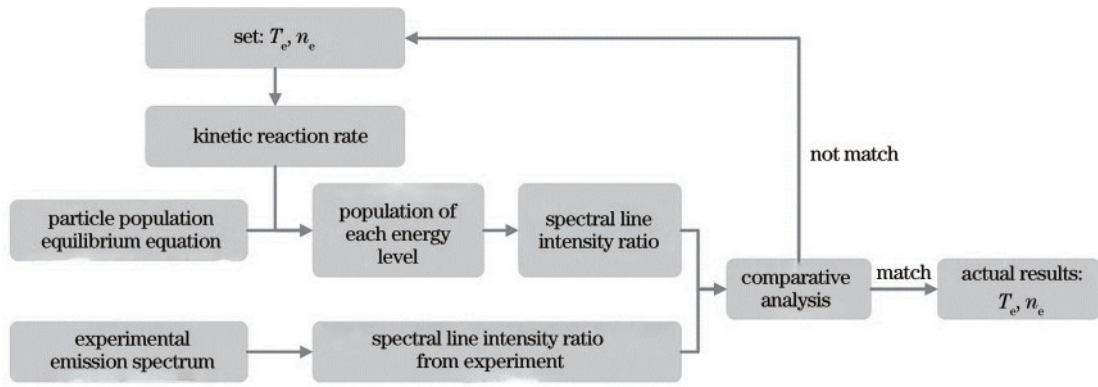 set: Tₑ, nₑ
kinetic reaction rate
not match
particle population
equilibrium equation
population of
each energy
level
spectral line
intensity ratio
comparative
analysis
match
actual results:
Tₑ, nₑ
experimental
emission spectrum
spectral line intensity ratio
from experiment